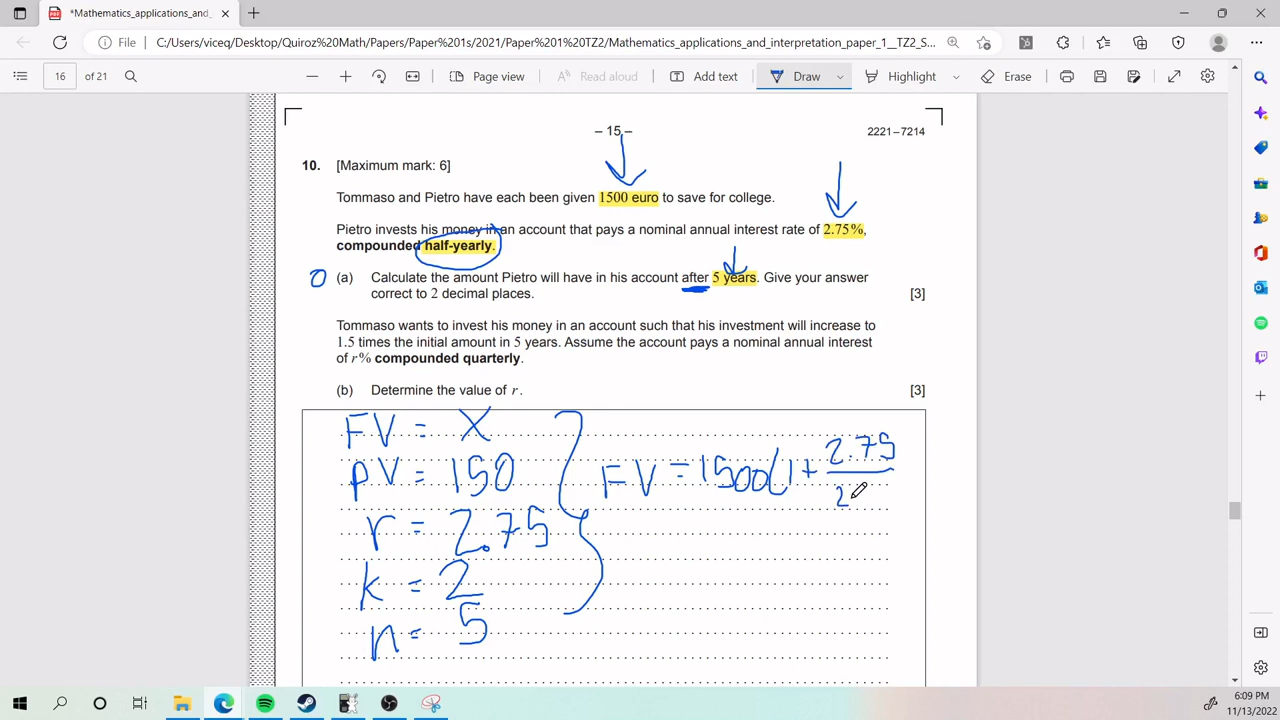 *Mathematics_applications_and_
File
C:/Users/viceq/Desktop/Quiroz%20Math/Papers/Paper%201s/2021/Paper%201%20TZ2/Mathematics_applications_and_interpretation_paper_1__TZ2_S...
16 of 21
Page view
Read aloud
Add text
Draw
Highlight
Erase
– 15 –
2221–7214
10. [Maximum mark: 6]
Tommaso and Pietro have each been given 1500 euro to save for college.
Pietro invests his money in an account that pays a nominal annual interest rate of 2.75%,
compounded half-yearly.
(a) Calculate the amount Pietro will have in his account after 5 years. Give your answer
correct to 2 decimal places. [3]
Tommaso wants to invest his money in an account such that his investment will increase to
1.5 times the initial amount in 5 years. Assume the account pays a nominal annual interest
of r% compounded quarterly.
(b) Determine the value of r. [3]
FV = X
PV = 150
r = 2.75
k = 2
n = 5
FV = 1500(1 + 2.75
2
6:09 PM
11/13/2022